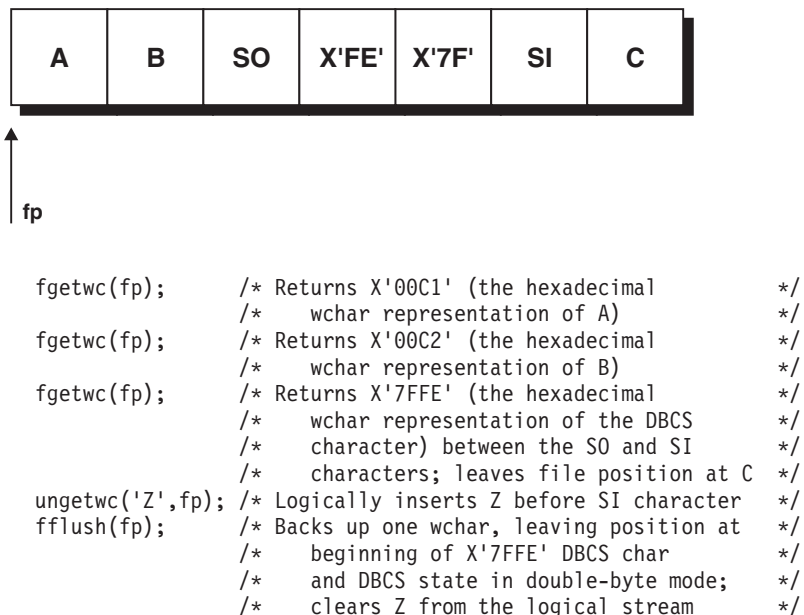 A B SO X'FE' X'7F' SI C
fp
fgetwc(fp); /* Returns X'00C1' (the hexadecimal */
/* wchar representation of A) */
fgetwc(fp); /* Returns X'00C2' (the hexadecimal */
/* wchar representation of B) */
fgetwc(fp); /* Returns X'7FFE' (the hexadecimal */
/* wchar representation of the DBCS */
/* character) between the SO and SI */
/* characters; leaves file position at C */
ungetwc('Z',fp); /* Logically inserts Z before SI character */
fflush(fp); /* Backs up one wchar, leaving position at */
/* beginning of X'7FFE' DBCS char */
/* and DBCS state in double-byte mode; */
/* clears Z from the logical stream */